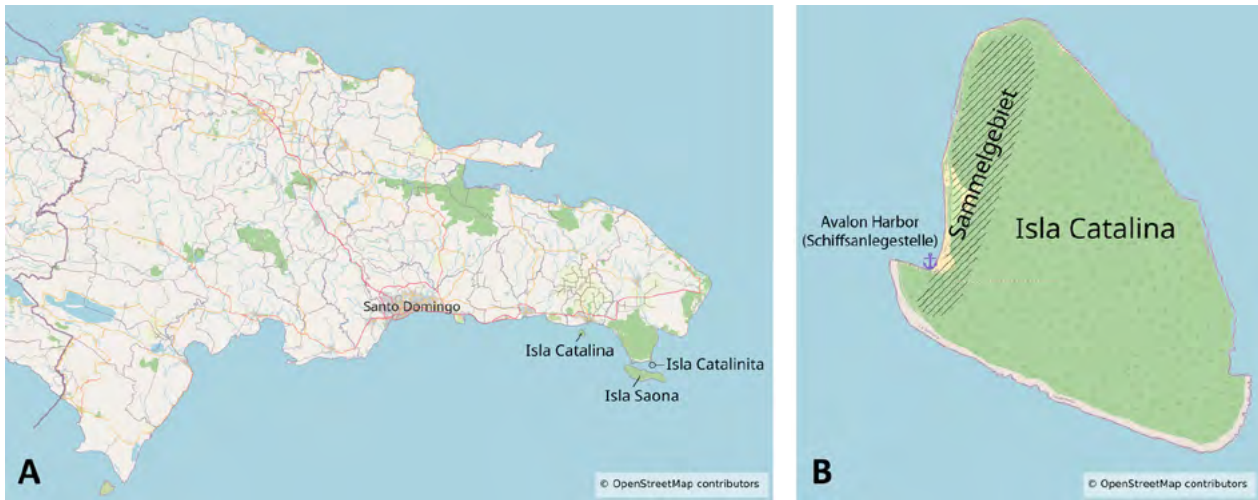 Santo Domingo
Isla Catalina
Isla Catalinita
Isla Saona
A
© OpenStreetMap contributors
Sammelgebiet
Avalon Harbor
(Schiffsanlegestelle)
Isla Catalina
B
© OpenStreetMap contributors